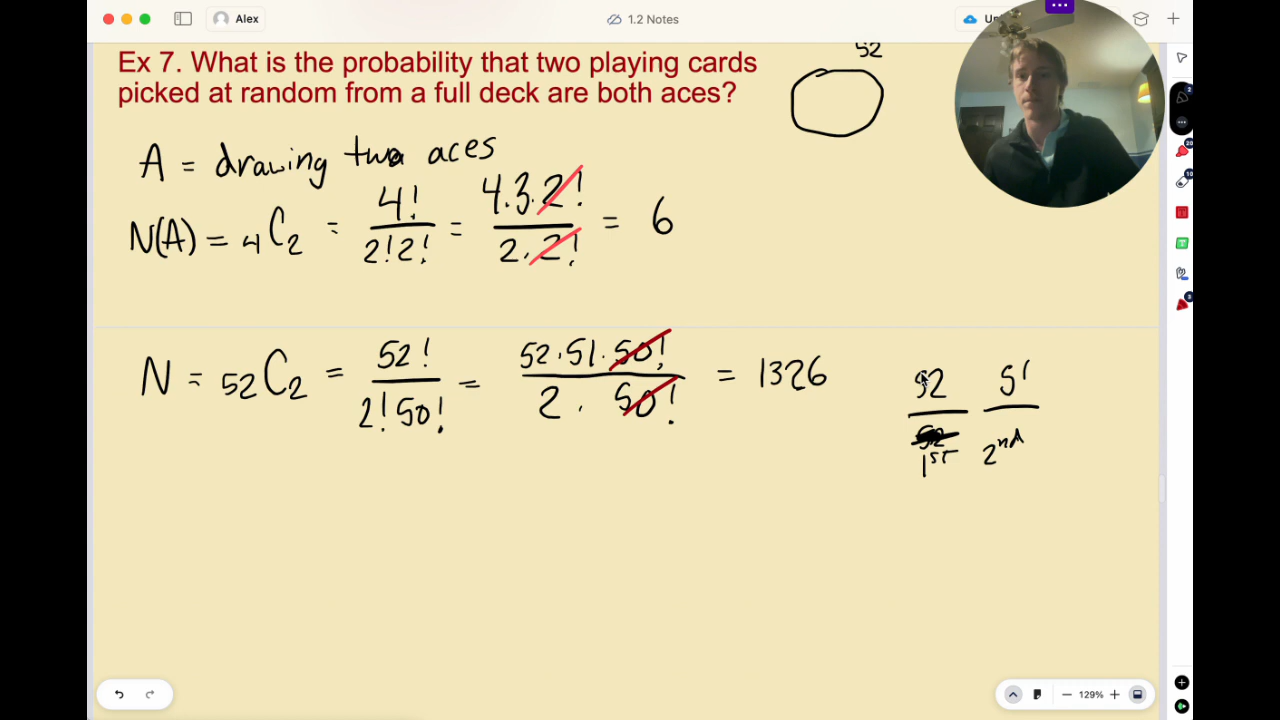 Alex
1.2 Notes
52
Ex 7. What is the probability that two playing cards
picked at random from a full deck are both aces?
A = drawing two aces
N(A) = ₄C₂ = 4! / 2!2! = 4·3·2! / 2·2! = 6
N = ₅₂C₂ = 52! / 2!50! = 52·51·50! / 2·50! = 1326
52 51
1st 2nd
129%